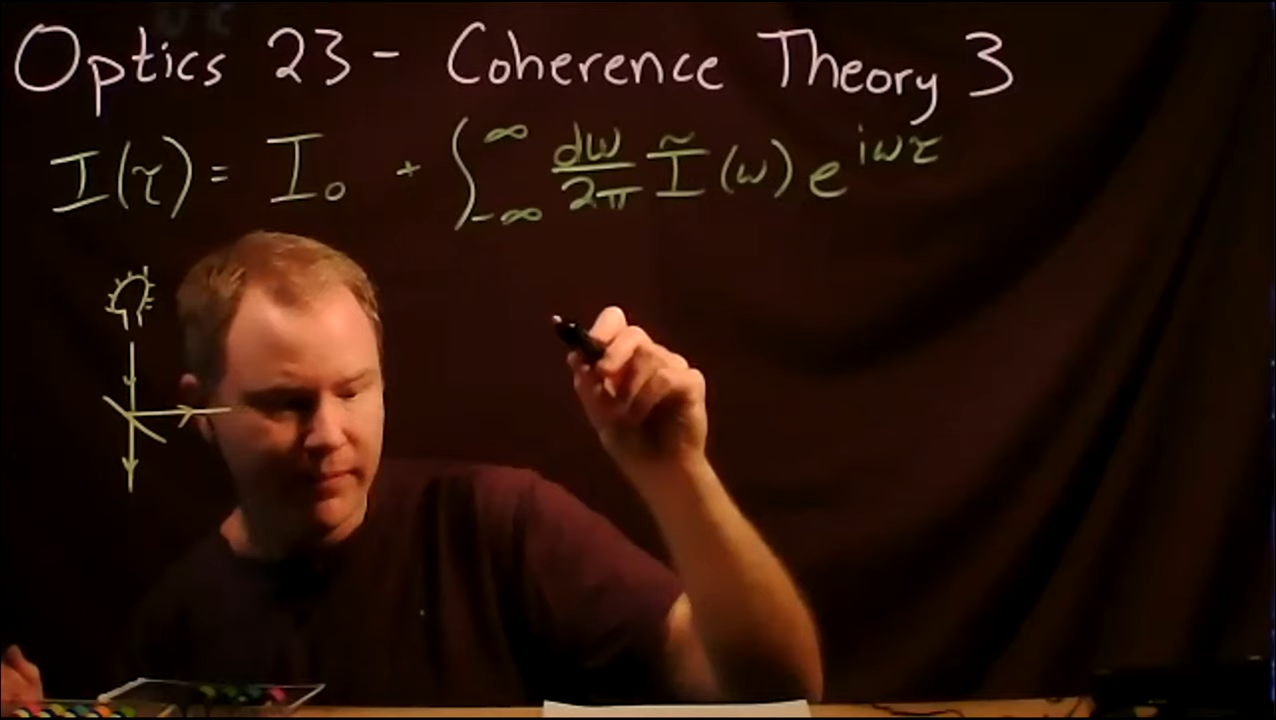 Optics 23 - Coherence Theory 3
I(τ) = I₀ + ∫_{-∞}^{∞} dω/2π Ĩ(ω) e^{iωτ}